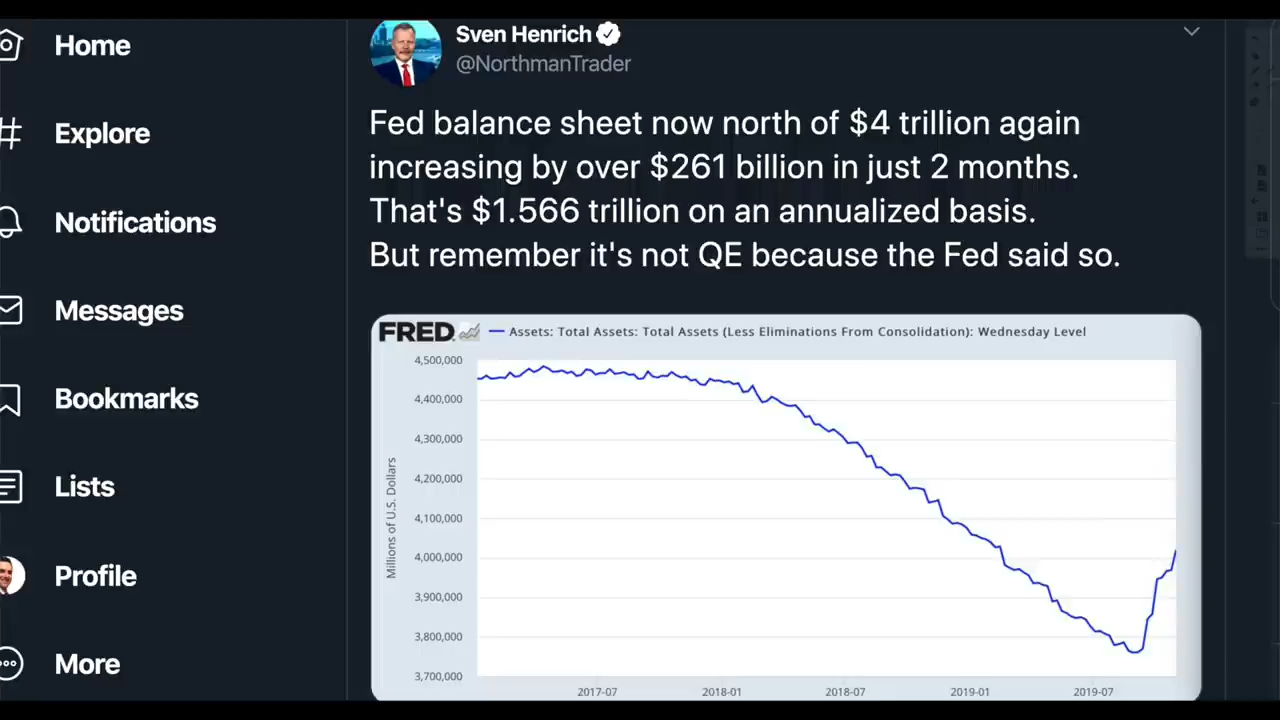 Home
Explore
Notifications
Messages
Bookmarks
Lists
Profile
More
Sven Henrich
@NorthmanTrader
Fed balance sheet now north of $4 trillion again
increasing by over $261 billion in just 2 months.
That's $1.566 trillion on an annualized basis.
But remember it's not QE because the Fed said so.
FRED
Assets: Total Assets: Total Assets (Less Eliminations From Consolidation): Wednesday Level
Millions of U.S. Dollars
4,500,000
4,400,000
4,300,000
4,200,000
4,100,000
4,000,000
3,900,000
3,800,000
3,700,000
2017-07 2018-01 2018-07 2019-01 2019-07